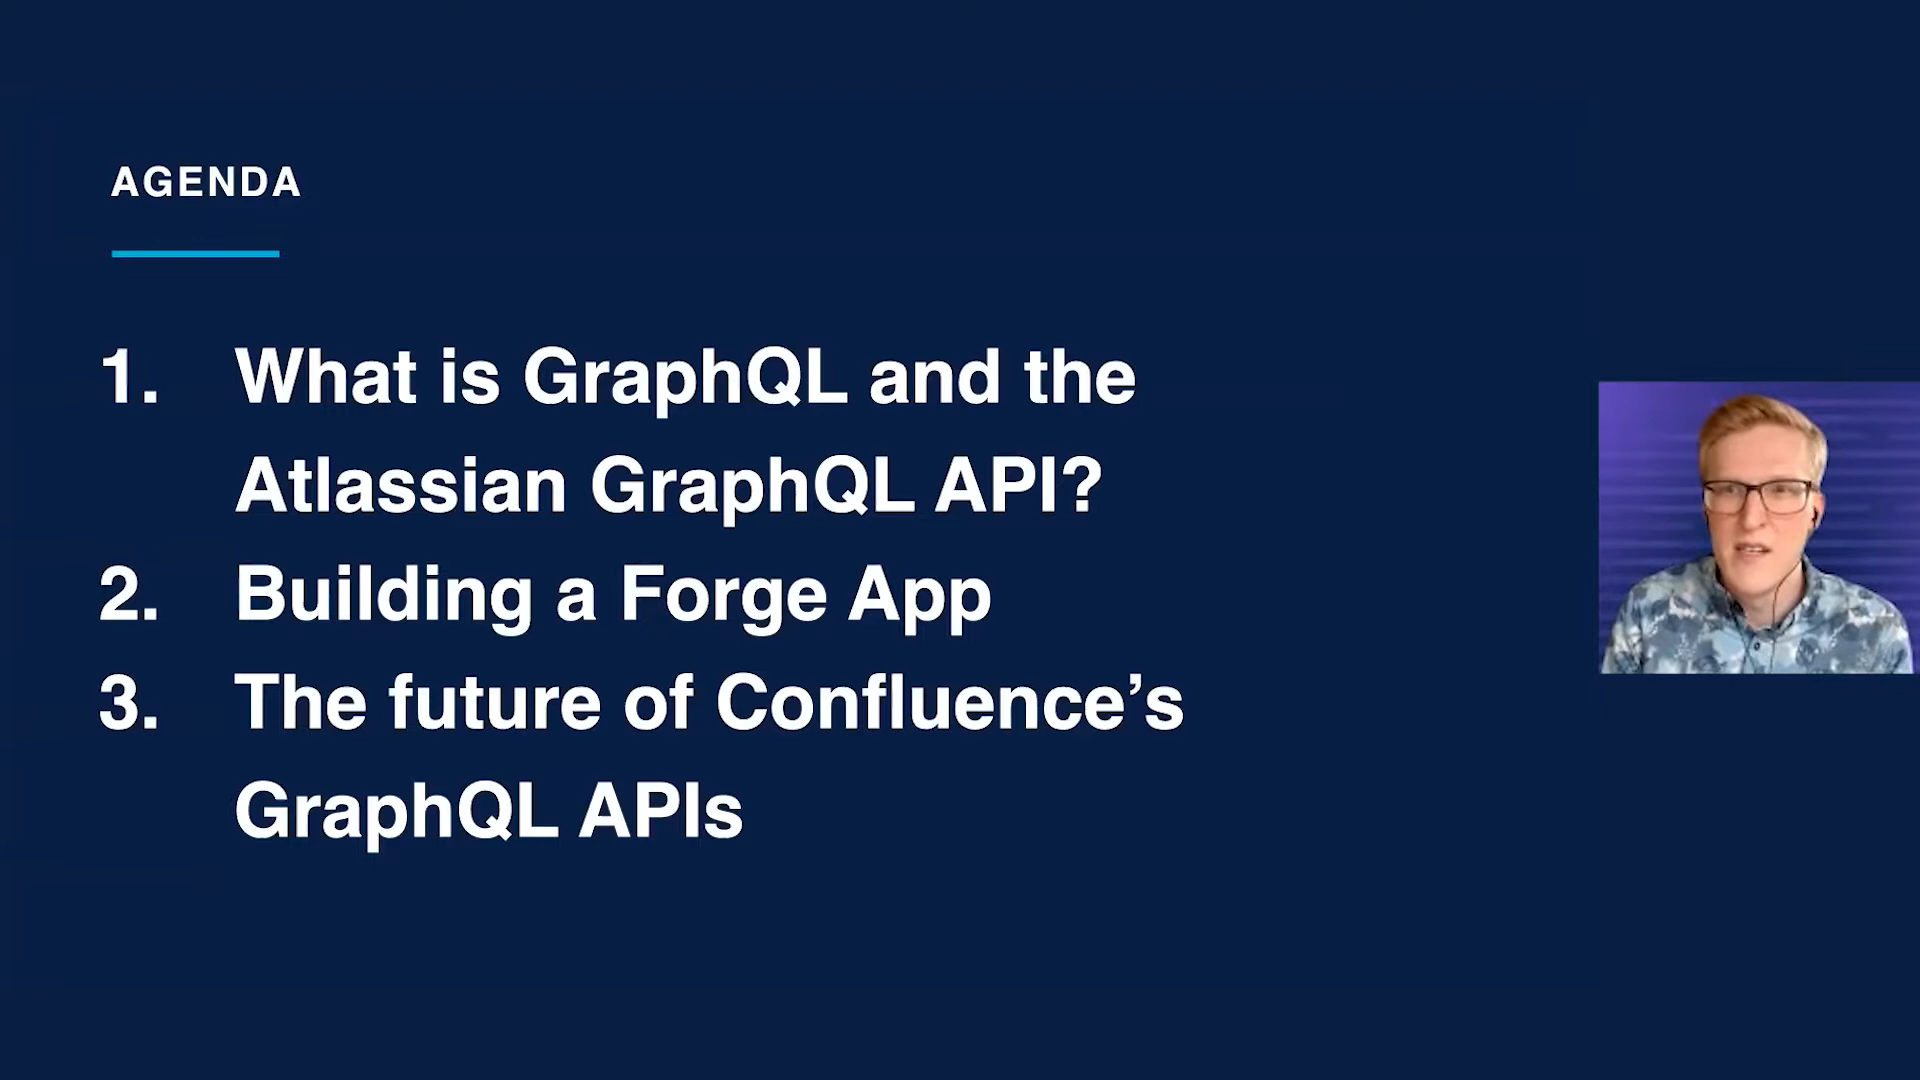 AGENDA
1. What is GraphQL and the
Atlassian GraphQL API?
2. Building a Forge App
3. The future of Confluence’s
GraphQL APIs